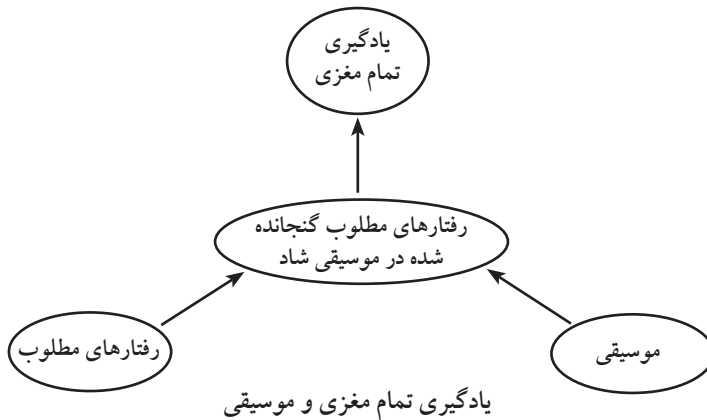 یادگیری
تمام مغزی
رفتارهای مطلوب گنجانده
شده در موسیقی شاد
موسیقی
رفتارهای مطلوب
یادگیری تمام مغزی و موسیقی